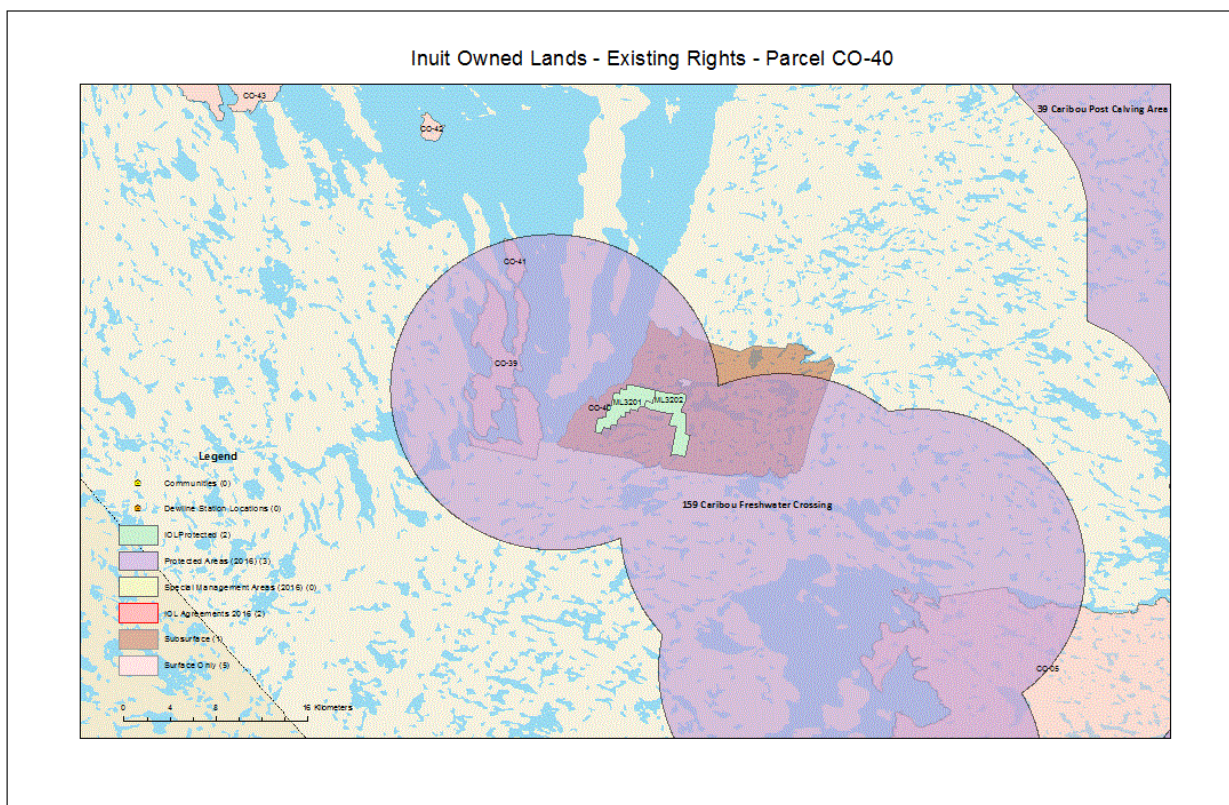 Inuit Owned Lands - Existing Rights - Parcel CO-40
CO-43
39 Caribou Post Calving Area
CO-42
CO-41
CO-39
CO-40
ML3201
ML3202
159 Caribou Freshwater Crossing
CO-05
Legend
Communities (0)
Dewline Station Locations (0)
IOLProtected (2)
Protected Areas (2016) (3)
Special Management Areas (2016) (0)
IOL Agreements 2016 (2)
Subsurface (1)
Surface Only (5)
0 4 8 16 Kilometers